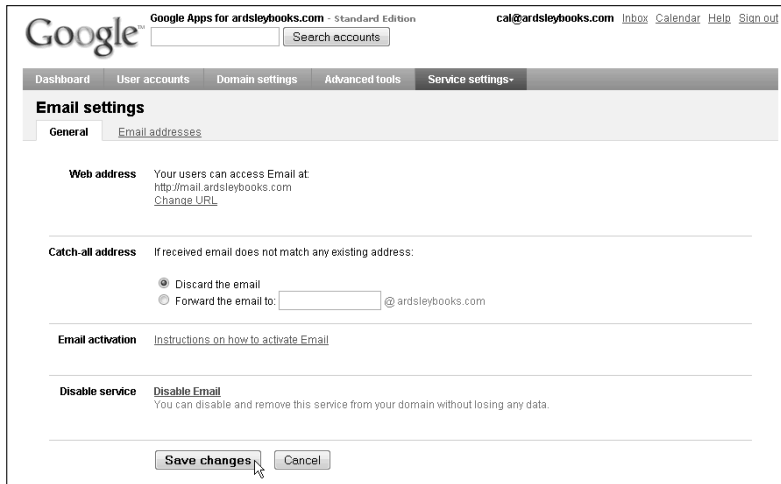 Google™
Google Apps for ardsleybooks.com - Standard Edition
cal@ardsleybooks.com Inbox Calendar Help Sign out
Search accounts
Dashboard User accounts Domain settings Advanced tools Service settings
Email settings
General Email addresses
Web address Your users can access Email at:
http://mail.ardsleybooks.com
Change URL
Catch-all address If received email does not match any existing address:
Discard the email
Forward the email to: @ ardsleybooks.com
Email activation Instructions on how to activate Email
Disable service Disable Email
You can disable and remove this service from your domain without losing any data.
Save changes Cancel